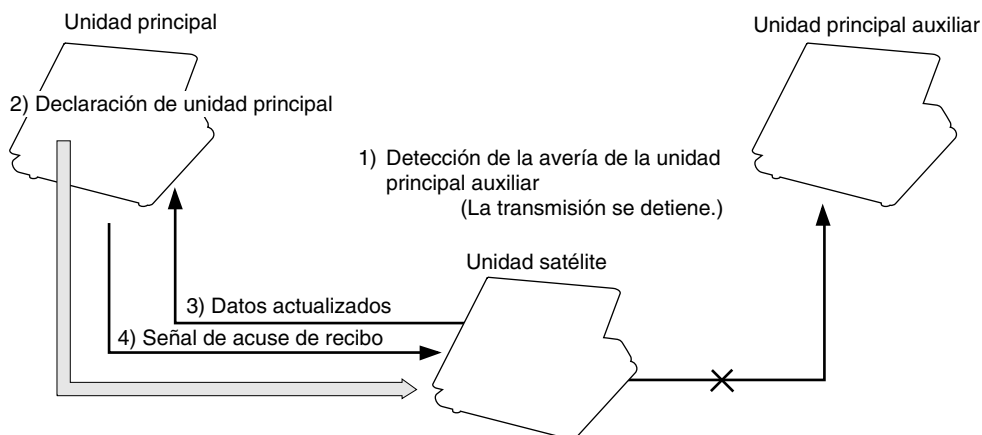 Unidad principal
Unidad principal auxiliar
2) Declaración de unidad principal
1) Detección de la avería de la unidad
principal auxiliar
(La transmisión se detiene.)
Unidad satélite
3) Datos actualizados
4) Señal de acuse de recibo